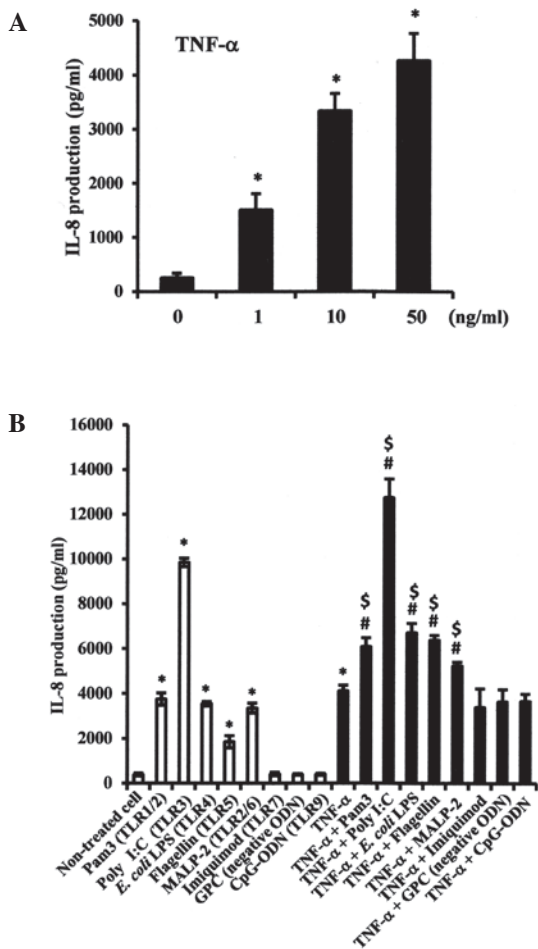 A
TNF-α
IL-8 production (pg/ml)
5000
4000
3000
2000
1000
0
*
*
*
0 1 10 50 (ng/ml)
B
IL-8 production (pg/ml)
16000
14000
12000
10000
8000
6000
4000
2000
0
*
*
*
*
*
*
$
#
$
#
$
#
$
#
$
#
Non-treated cell
Pam3 (TLR1/2)
Poly I:C (TLR3)
E. coli LPS (TLR4)
Flagellin (TLR5)
MALP-2 (TLR2/6)
Imiquimod (TLR7)
GPC (negative ODN)
CpG-ODN (TLR9)
TNF-α
TNF-α + Pam3
TNF-α + Poly I:C
TNF-α + E. coli LPS
TNF-α + Flagellin
TNF-α + MALP-2
TNF-α + Imiquimod
TNF-α + GPC (negative ODN)
TNF-α + CpG-ODN